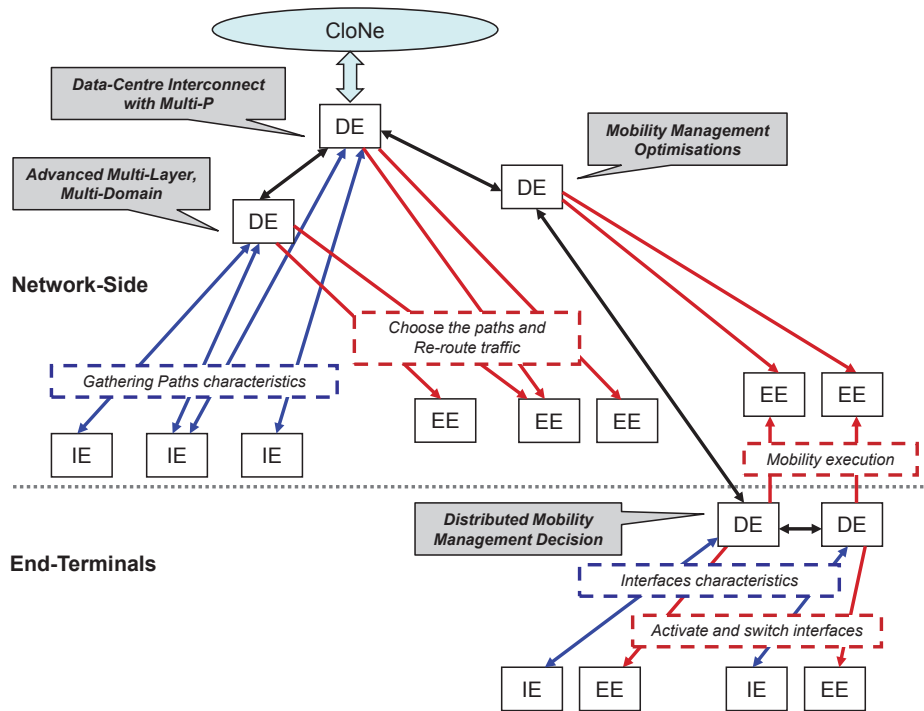 CloNe
Data-Centre Interconnect
with Multi-P
DE
Mobility Management
Optimisations
Advanced Multi-Layer,
Multi-Domain
DE
DE
Network-Side
Choose the paths and
Re-route traffic
Gathering Paths characteristics
EE
EE
EE
EE
EE
IE
IE
IE
Mobility execution
Distributed Mobility
Management Decision
DE
DE
End-Terminals
Interfaces characteristics
Activate and switch interfaces
IE
EE
IE
EE